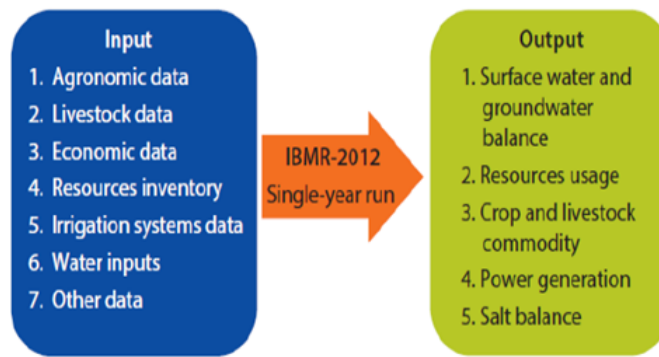 Input
1. Agronomic data
2. Livestock data
3. Economic data
4. Resources inventory
5. Irrigation systems data
6. Water inputs
7. Other data
IBMR-2012
Single-year run
Output
1. Surface water and
groundwater
balance
2. Resources usage
3. Crop and livestock
commodity
4. Power generation
5. Salt balance